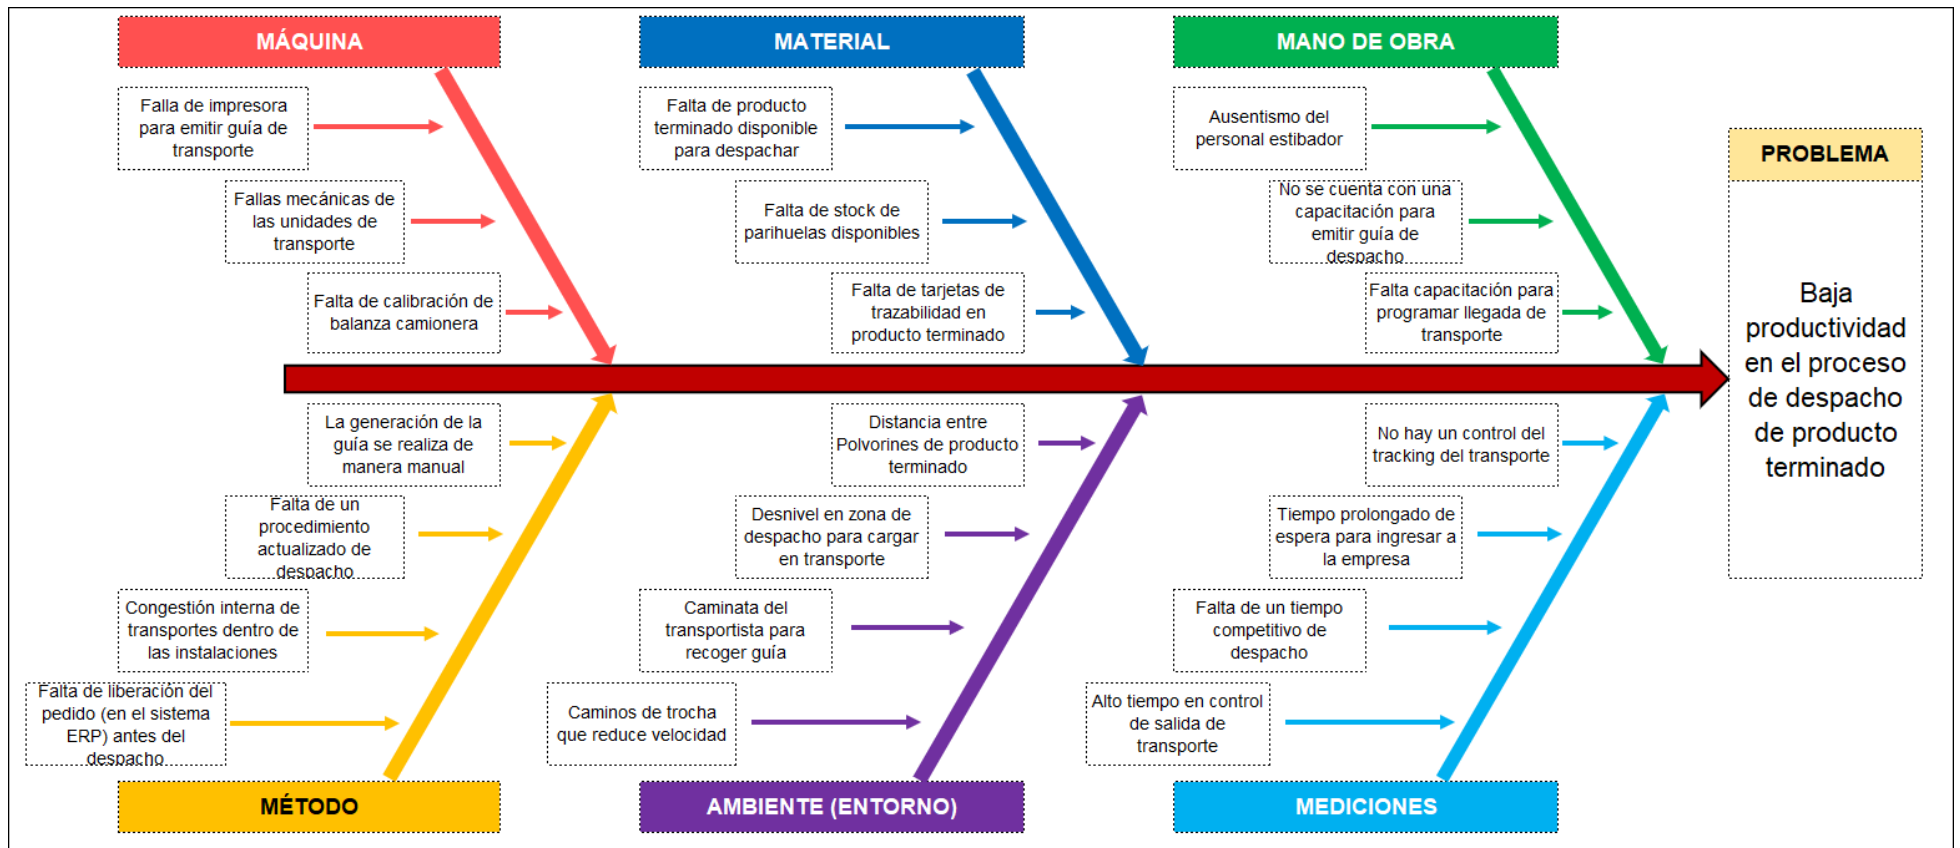 MÁQUINA
MATERIAL
MANO DE OBRA
Falla de impresora
para emitir guía de
transporte
Fallas mecánicas de
las unidades de
transporte
Falta de calibración de
balanza camionera
Falta de producto
terminado disponible
para despachar
Falta de stock de
parihuelas disponibles
Falta de tarjetas de
trazabilidad en
producto terminado
Ausentismo del
personal estibador
No se cuenta con una
capacitación para
emitir guía de
despacho
Falta capacitación para
programar llegada de
transporte
PROBLEMA
Baja
productividad
en el proceso
de despacho
de producto
terminado
La generación de la
guía se realiza de
manera manual
Falta de un
procedimiento
actualizado de
despacho
Congestión interna de
transportes dentro de
las instalaciones
Falta de liberación del
pedido (en el sistema
ERP) antes del
despacho
Distancia entre
Polvorines de producto
terminado
Desnivel en zona de
despacho para cargar
en transporte
Caminata del
transportista para
recoger guía
Caminos de trocha
que reduce velocidad
No hay un control del
tracking del transporte
Tiempo prolongado de
espera para ingresar a
la empresa
Falta de un tiempo
competitivo de
despacho
Alto tiempo en control
de salida de
transporte
MÉTODO
AMBIENTE (ENTORNO)
MEDICIONES